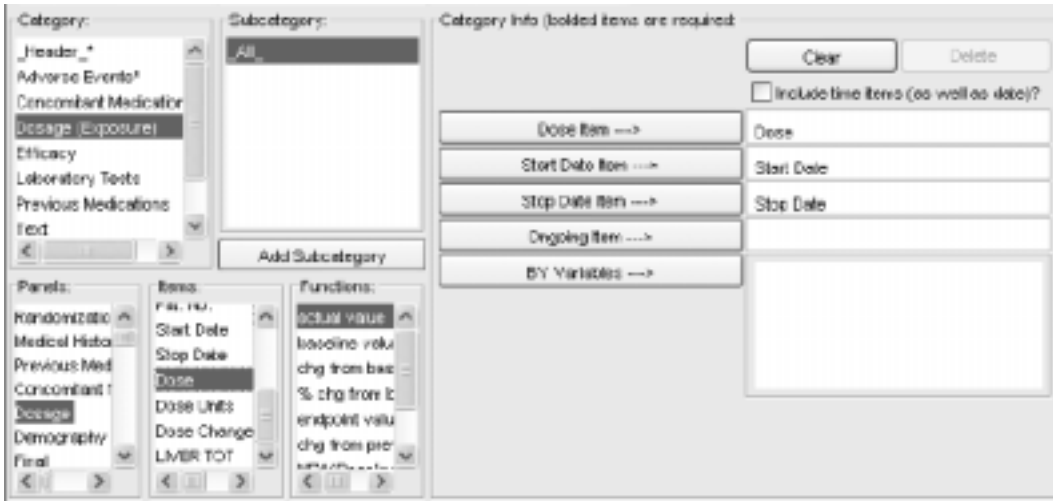 Category:
_Header_*
Adverse Events*
Concomitant Medication
Dosage (Exposure)
Efficacy
Laboratory Tests
Previous Medications
Text
Subcategory:
_All_
Add Subcategory
Category Info (bolded items are required
Clear
Delete
Include time items (as well as date)?
Dose Item --->
Dose
Start Date Item --->
Start Date
Stop Date Item --->
Stop Date
Ongoing Item --->
BY Variables --->
Panels:
Randomizatio
Medical Histo
Previous Med
Concomitant
Dosage
Demography
Final
Items:
Pat. No.
Start Date
Stop Date
Dose
Dose Units
Dose Change
LIVER TOT
Functions:
actual value
baseline valu
chg from bas
% chg from b
endpoint valu
chg from prev